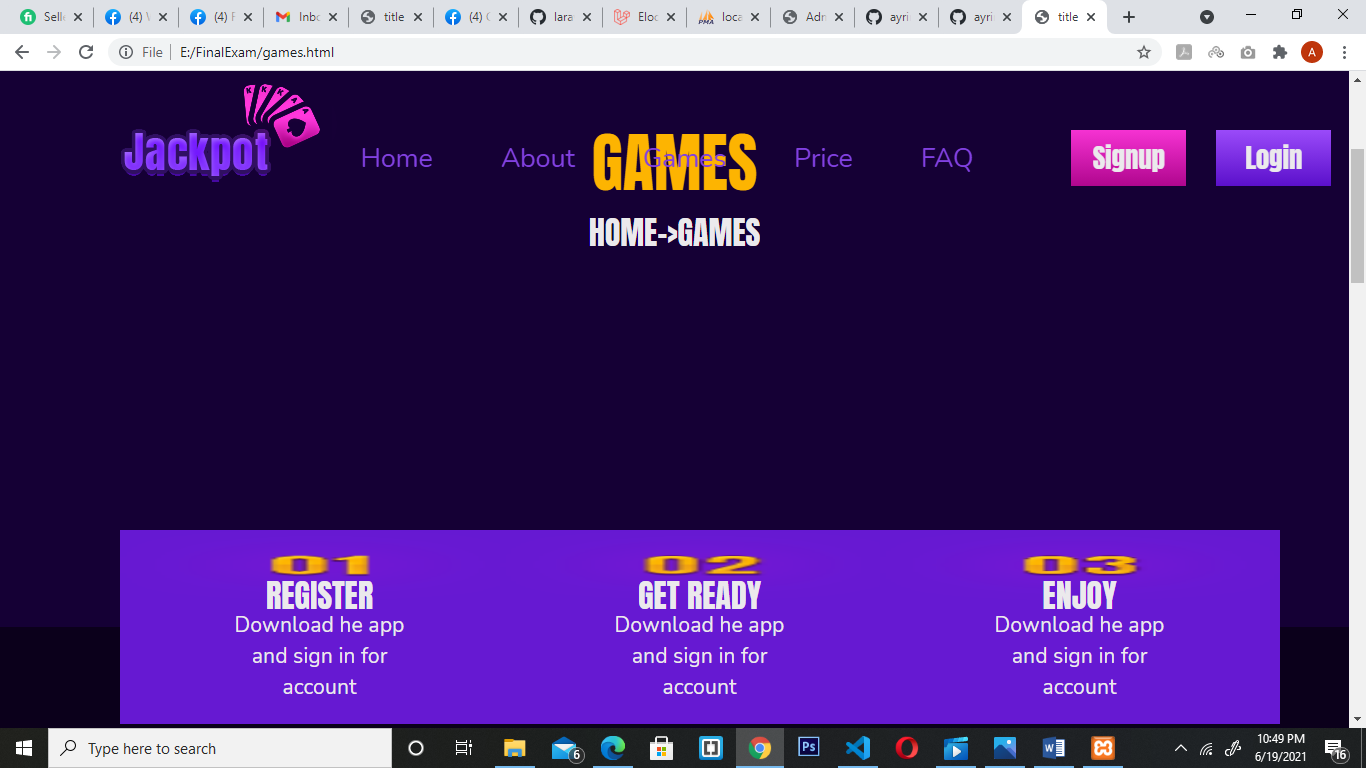 Selle
(4) V
(4) F
Inbo
title
(4) C
lara
Eloc
loca
Adr
ayri
ayri
title
File E:/FinalExam/games.html
A
Jackpot
Home About Games Price FAQ
Signup Login
GAMES
HOME->GAMES
01 02 03
REGISTER GET READY ENJOY
Download he app Download he app Download he app
and sign in for and sign in for and sign in for
account account account
Type here to search
6
Ps
10:49 PM
6/19/2021
16